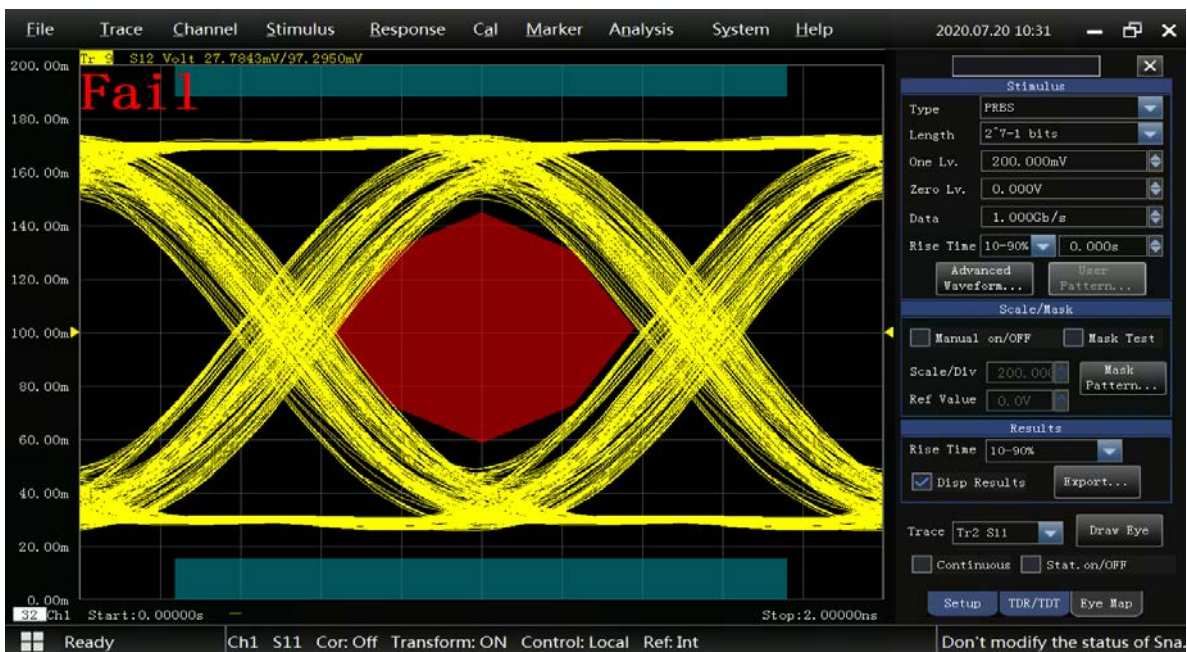 File Trace Channel Stimulus Response Cal Marker Analysis System Help 2020.07.20 10:31
Tr 9 S12 Volt 27.7843mV/97.2950mV
Fail
200.00m
180.00m
160.00m
140.00m
120.00m
100.00m
80.00m
60.00m
40.00m
20.00m
0.00m
32 Ch1 Start:0.00000s Stop:2.00000ns
Stimulus
Type PRBS
Length 2^7-1 bits
One Lv. 200.000mV
Zero Lv. 0.000V
Data 1.000Gb/s
Rise Time 10-90% 0.000s
Advanced Waveform...
User Pattern...
Scale/Mask
Manual on/OFF Mask Test
Scale/Div 200.00
Mask Pattern...
Ref Value 0.0V
Results
Rise Time 10-90%
Disp Results Export...
Trace Tr2 S11 Draw Eye
Continuous Stat.on/OFF
Setup TDR/TDT Eye Map
Ready Ch1 S11 Cor: Off Transform: ON Control: Local Ref: Int Don't modify the status of Sna.